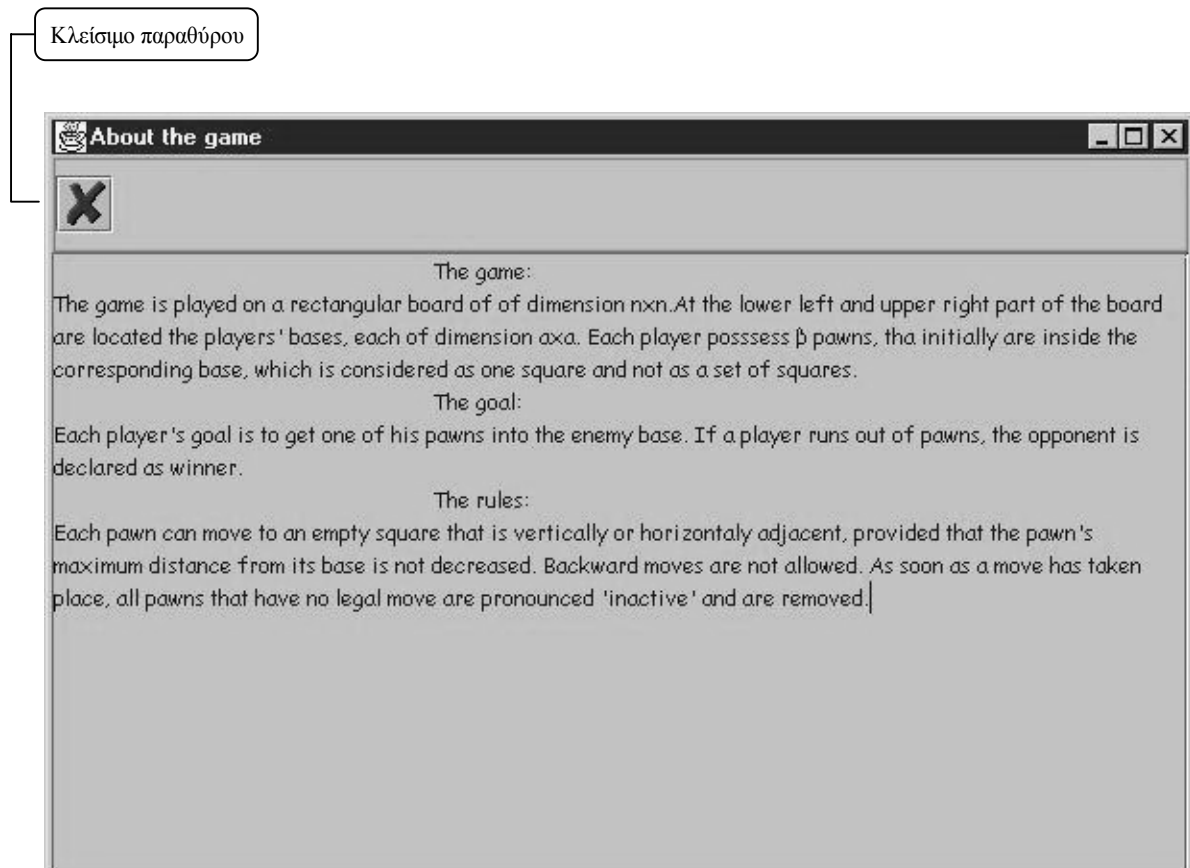 Κλείσιμο παραθύρου
About the game
The game:
The game is played on a rectangular board of of dimension nxn.At the lower left and upper right part of the board
are located the players' bases, each of dimension axa. Each player posssess β pawns, tha initially are inside the
corresponding base, which is considered as one square and not as a set of squares.
The goal:
Each player's goal is to get one of his pawns into the enemy base. If a player runs out of pawns, the opponent is
declared as winner.
The rules:
Each pawn can move to an empty square that is vertically or horizontaly adjacent, provided that the pawn's
maximum distance from its base is not decreased. Backward moves are not allowed. As soon as a move has taken
place, all pawns that have no legal move are pronounced 'inactive' and are removed.